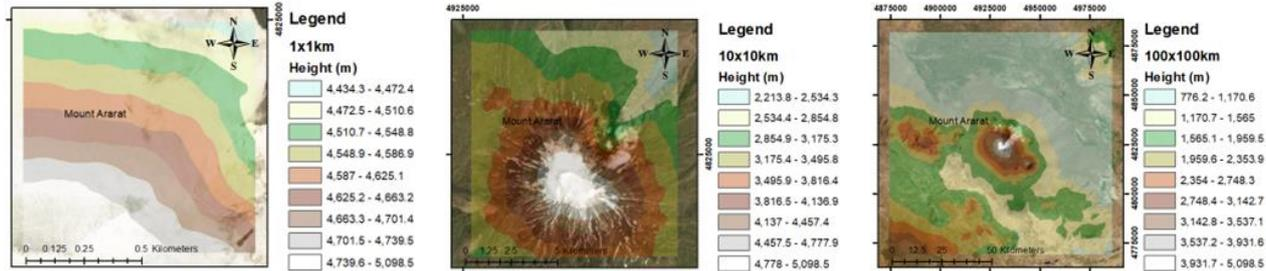 4825000
N
W E
S
Mount Ararat
0 0.125 0.25 0.5 Kilometers
Legend
1x1km
Height (m)
4,434.3 - 4,472.4
4,472.5 - 4,510.6
4,510.7 - 4,548.8
4,548.9 - 4,586.9
4,587 - 4,625.1
4,625.2 - 4,663.2
4,663.3 - 4,701.4
4,701.5 - 4,739.5
4,739.6 - 5,098.5
4925000
N
W E
S
Mount Ararat
4825000
0 1.25 2.5 5 Kilometers
Legend
10x10km
Height (m)
2,213.8 - 2,534.3
2,534.4 - 2,854.8
2,854.9 - 3,175.3
3,175.4 - 3,495.8
3,495.9 - 3,816.4
3,816.5 - 4,136.9
4,137 - 4,457.4
4,457.5 - 4,777.9
4,778 - 5,098.5
4875000 4900000 4925000 4950000 4975000
N
W E
S
Mount Ararat
4875000
4850000
4825000
4800000
4775000
0 12.5 25 50 Kilometers
Legend
100x100km
Height (m)
776.2 - 1,170.6
1,170.7 - 1,565
1,565.1 - 1,959.5
1,959.6 - 2,353.9
2,354 - 2,748.3
2,748.4 - 3,142.7
3,142.8 - 3,537.1
3,537.2 - 3,931.6
3,931.7 - 5,098.5